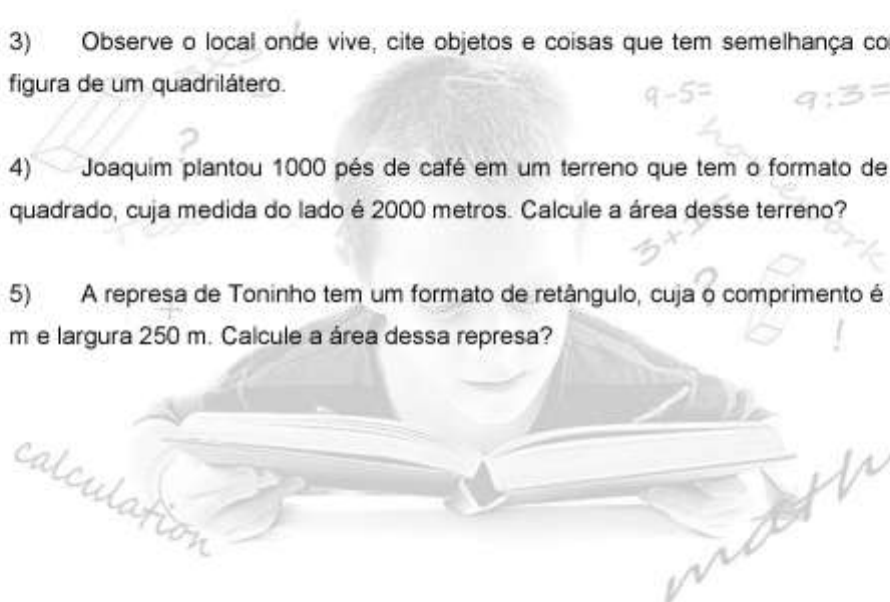 3) Observe o local onde vive, cite objetos e coisas que tem semelhança
figura de um quadrilátero.
9-5=
9:3=
?
homework
4) Joaquim plantou 1000 pés de café em um terreno que tem o formato de
quadrado, cuja medida do lado é 2000 metros. Calcule a área desse terreno?
?
5) A represa de Toninho tem um formato de retângulo, cuja o comprimento é
m e largura 250 m. Calcule a área dessa represa?
!
calculation
math